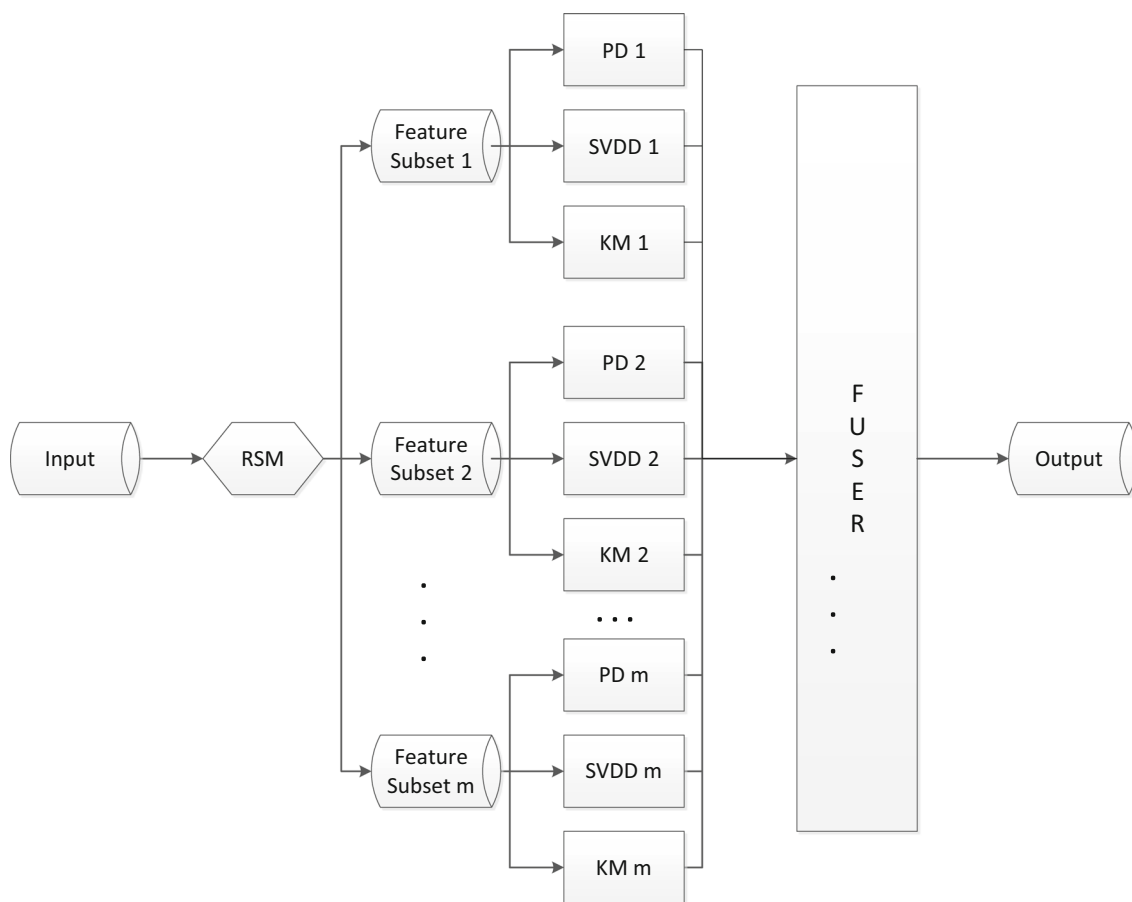 PD 1
Feature
Subset 1
SVDD 1
KM 1
PD 2
Input
RSM
Feature
Subset 2
SVDD 2
KM 2
. . .
PD m
Feature
Subset m
SVDD m
KM m
F
U
S
E
R
.
.
.
Output